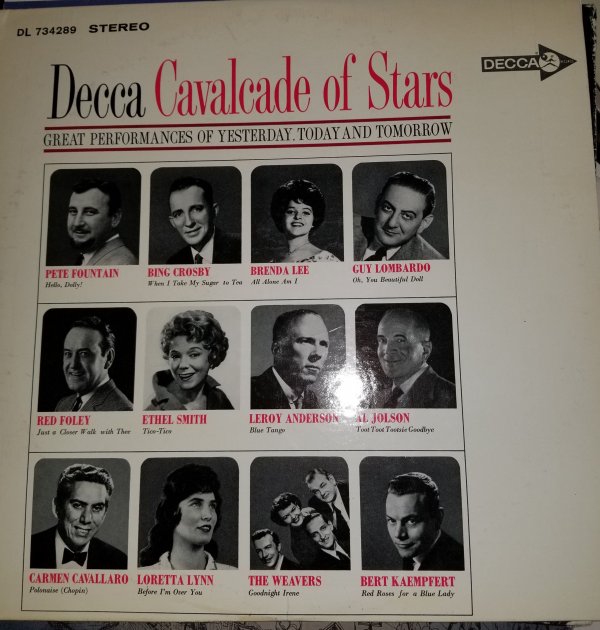 DL 734289 STEREO
DECCA
Decca Cavalcade of Stars
GREAT PERFORMANCES OF YESTERDAY, TODAY AND TOMORROW
PETE FOUNTAIN
Hello, Dolly!
BING CROSBY
When I Take My Sugar to Tea
BRENDA LEE
All Alone Am I
GUY LOMBARDO
Oh, You Beautiful Doll
RED FOLEY
Just a Closer Walk with Thee
ETHEL SMITH
Tico-Tico
LEROY ANDERSON
Blue Tango
AL JOLSON
Toot Toot Tootsie Goodbye
CARMEN CAVALLARO
Polonaise (Chopin)
LORETTA LYNN
Before I'm Over You
THE WEAVERS
Goodnight Irene
BERT KAEMPFERT
Red Roses for a Blue Lady